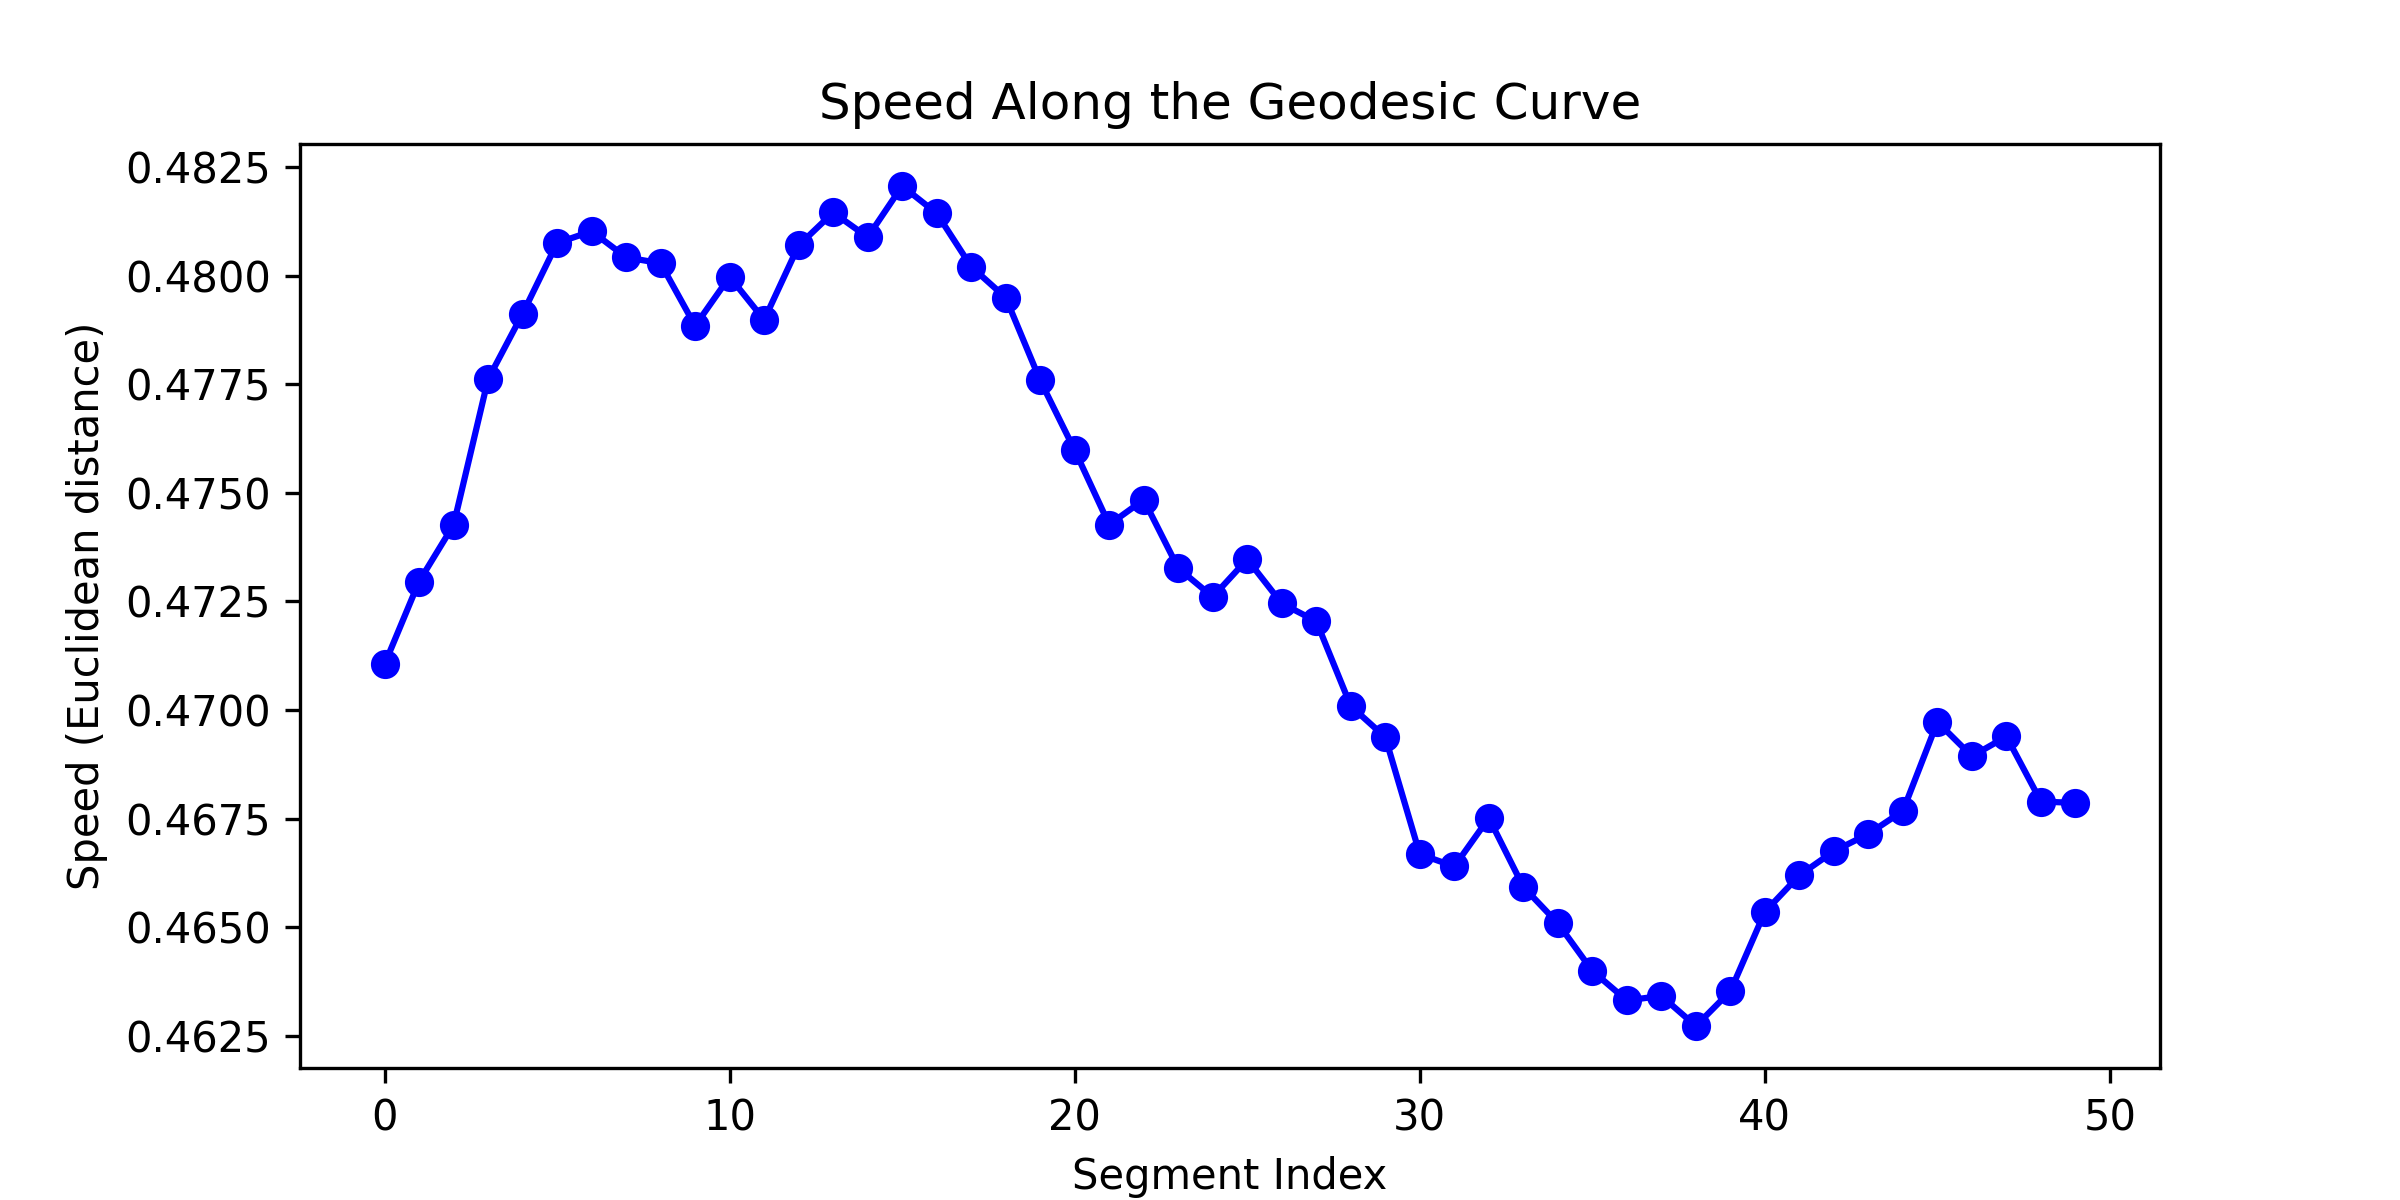 Speed Along the Geodesic Curve
0.4825
0.4800
0.4775
0.4750
0.4725
0.4700
0.4675
0.4650
0.4625
Speed (Euclidean distance)
0 10 20 30 40 50
Segment Index